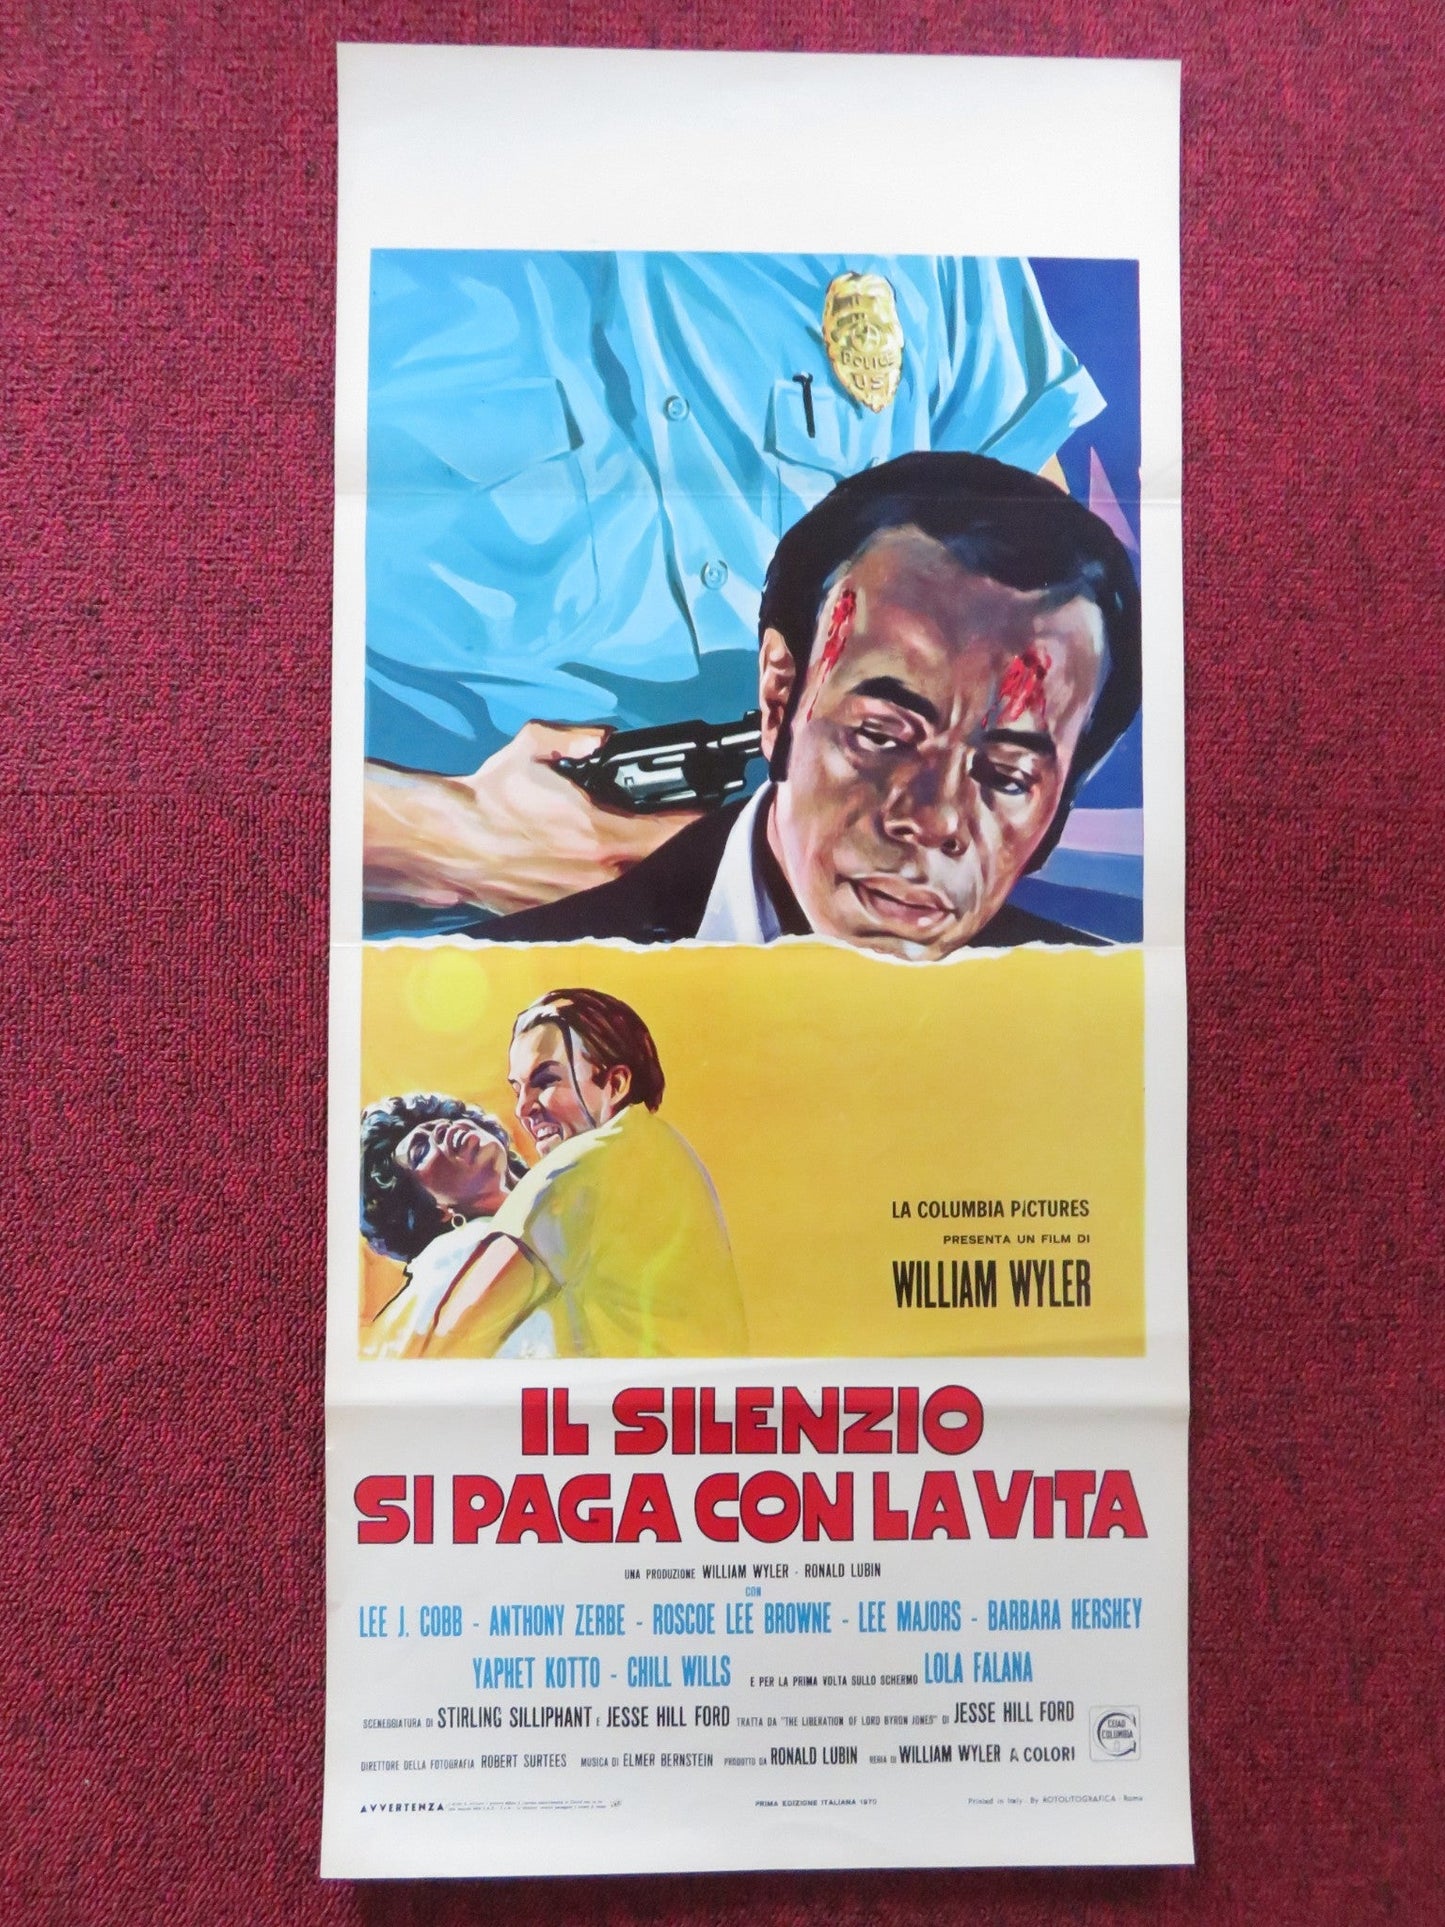 POLICE
US
LA COLUMBIA PICTURES
PRESENTA UN FILM DI
WILLIAM WYLER
IL SILENZIO
SI PAGA CON LA VITA
UNA PRODUZIONE WILLIAM WYLER - RONALD LUBIN
CON
LEE J. COBB - ANTHONY ZERBE - ROSCOE LEE BROWNE - LEE MAJORS - BARBARA HERSHEY
YAPHET KOTTO - CHILL WILLS E PER LA PRIMA VOLTA SULLO SCHERMO LOLA FALANA
SCENEGGIATURA DI STIRLING SILLIPHANT E JESSE HILL FORD TRATTA DA "THE LIBERATION OF LORD BYRON JONES" DI JESSE HILL FORD
CEIAD
COLUMBIA
DIRETTORE DELLA FOTOGRAFIA ROBERT SURTEES MUSICA DI ELMER BERNSTEIN PRODOTTO DA RONALD LUBIN REGIA DI WILLIAM WYLER A COLORI
AVVERTENZA
PRIMA EDIZIONE ITALIANA 1970
Printed in Italy - By ROTOLITOGRAFICA - Roma